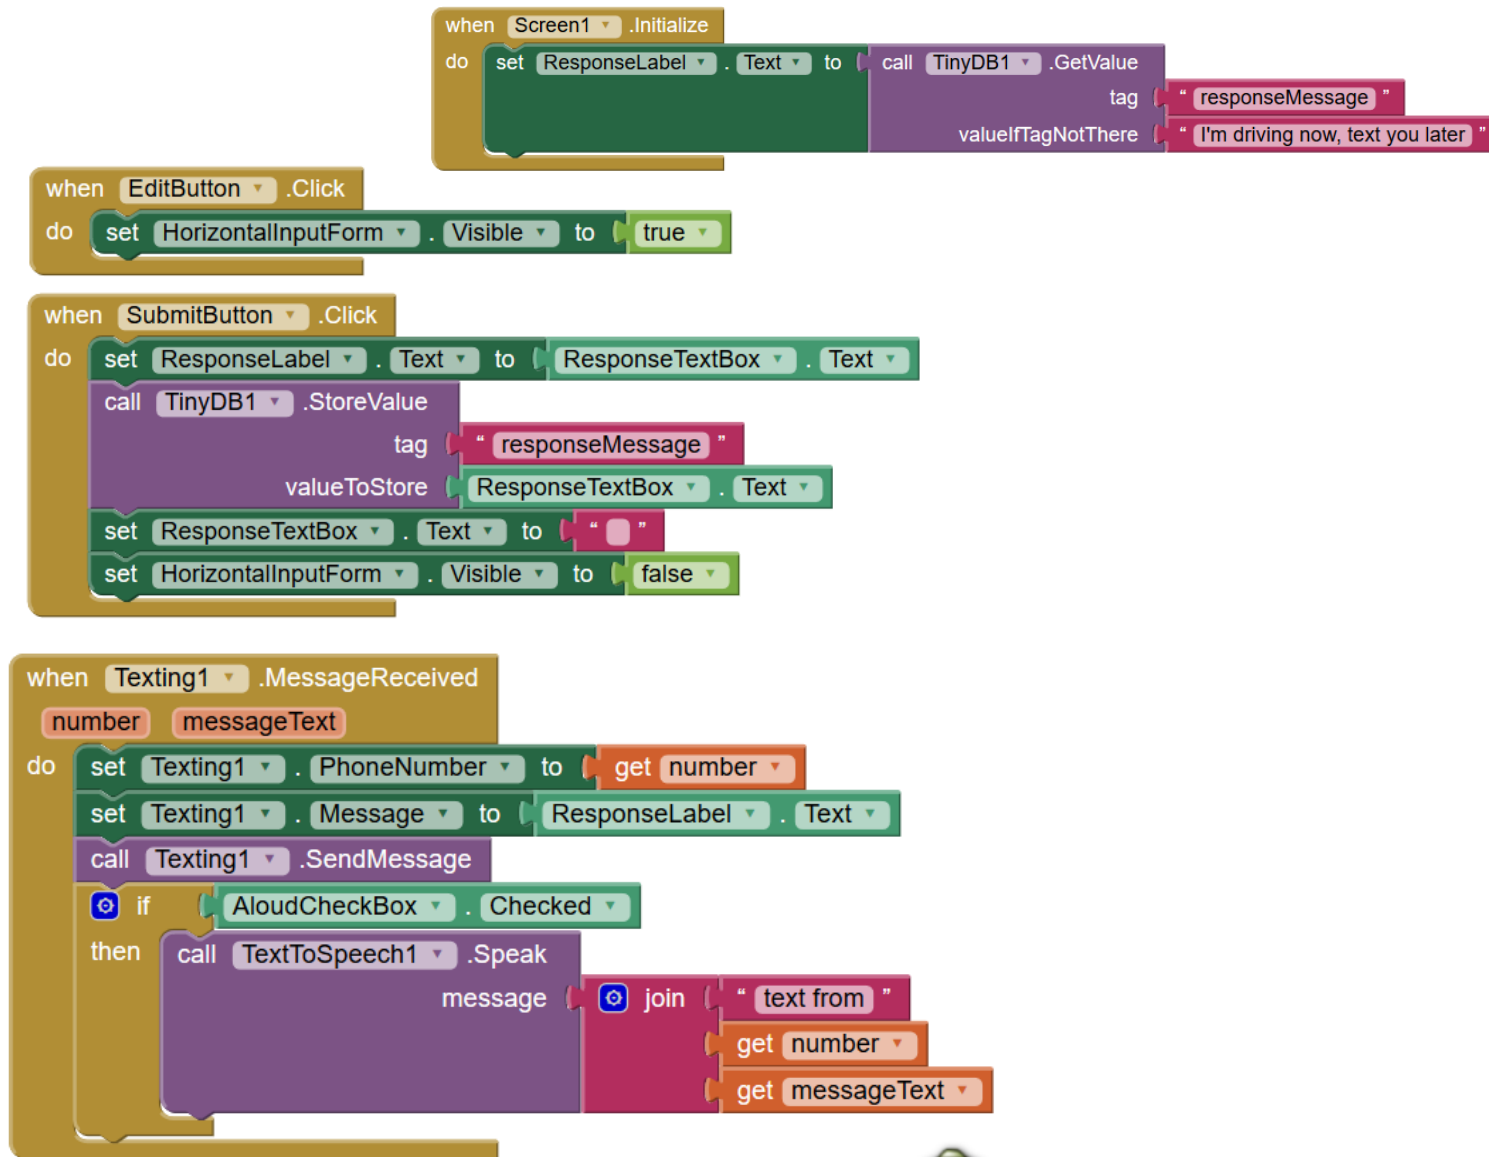 when Screen1 .Initialize
do set ResponseLabel . Text to call TinyDB1 .GetValue
tag " responseMessage "
valueIfTagNotThere " I'm driving now, text you later "
when EditButton .Click
do set HorizontalInputForm . Visible to true
when SubmitButton .Click
do set ResponseLabel . Text to ResponseTextBox . Text
call TinyDB1 .StoreValue
tag " responseMessage "
valueToStore ResponseTextBox . Text
set ResponseTextBox . Text to " "
set HorizontalInputForm . Visible to false
when Texting1 .MessageReceived
number messageText
do set Texting1 . PhoneNumber to get number
set Texting1 . Message to ResponseLabel . Text
call Texting1 .SendMessage
if AloudCheckBox . Checked
then call TextToSpeech1 .Speak
message join " text from "
get number
get messageText